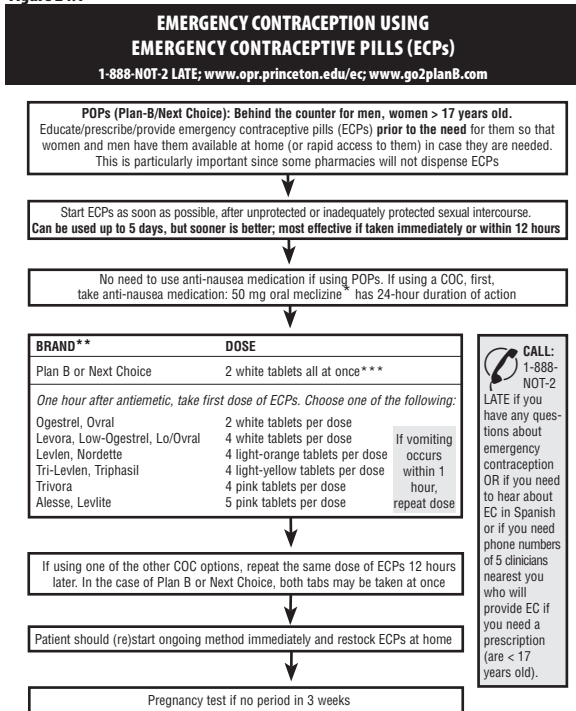 EMERGENCY CONTRACEPTION USING
EMERGENCY CONTRACEPTIVE PILLS (ECPs)
1-888-NOT-2 LATE; www.opr.princeton.edu/ec; www.go2planB.com
POPs (Plan-B/Next Choice): Behind the counter for men, women > 17 years old.
Educate/prescribe/provide emergency contraceptive pills (ECPs) prior to the need for them so that
women and men have them available at home (or rapid access to them) in case they are needed.
This is particularly important since some pharmacies will not dispense ECPs
Start ECPs as soon as possible, after unprotected or inadequately protected sexual intercourse.
Can be used up to 5 days, but sooner is better; most effective if taken immediately or within 12 hours
No need to use anti-nausea medication if using POPs. If using a COC, first,
take anti-nausea medication: 50 mg oral meclizine* has 24-hour duration of action
BRAND** DOSE
Plan B or Next Choice 2 white tablets all at once***
One hour after antiemetic, take first dose of ECPs. Choose one of the following:
Ogestrel, Ovral 2 white tablets per dose
Levora, Low-Ogestrel, Lo/Ovral 4 white tablets per dose
Levlen, Nordette 4 light-orange tablets per dose
Tri-Levlen, Triphasil 4 light-yellow tablets per dose
Trivora 4 pink tablets per dose
Alesse, Levlite 5 pink tablets per dose
If vomiting
occurs
within 1
hour,
repeat dose
CALL:
1-888-
NOT-2
LATE if you
have any ques-
tions about
emergency
contraception
OR if you need
to hear about
EC in Spanish
or if you need
phone numbers
of 5 clinicians
nearest you
who will
provide EC if
you need a
prescription
(are < 17
years old).
If using one of the other COC options, repeat the same dose of ECPs 12 hours
later. In the case of Plan B or Next Choice, both tabs may be taken at once
Patient should (re)start ongoing method immediately and restock ECPs at home
Pregnancy test if no period in 3 weeks